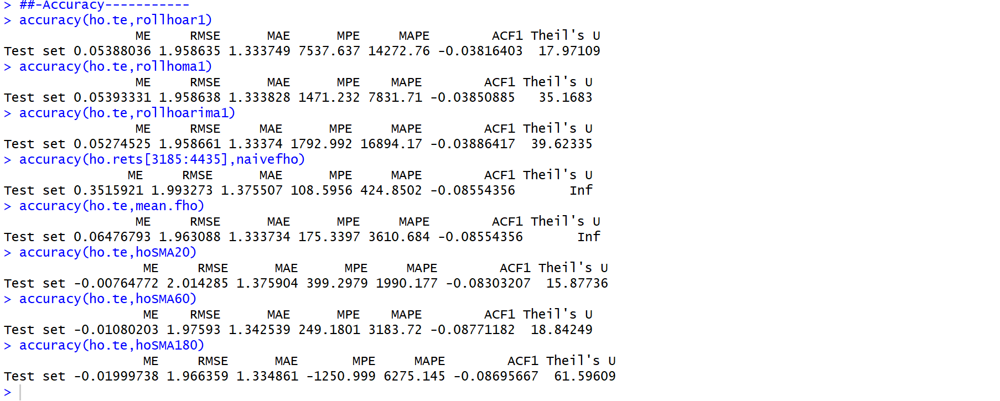 > ##-Accuracy-----------
> accuracy(ho.te,rollhoar1)
ME RMSE MAE MPE MAPE ACF1 Theil's U
Test set 0.05388036 1.958635 1.333749 7537.637 14272.76 -0.03816403 17.97109
> accuracy(ho.te,rollhoma1)
ME RMSE MAE MPE MAPE ACF1 Theil's U
Test set 0.05393331 1.958638 1.333828 1471.232 7831.71 -0.03850885 35.1683
> accuracy(ho.te,rollhoarima1)
ME RMSE MAE MPE MAPE ACF1 Theil's U
Test set 0.05274525 1.958661 1.33374 1792.992 16894.17 -0.03886417 39.62335
> accuracy(ho.rets[3185:4435],naivefho)
ME RMSE MAE MPE MAPE ACF1 Theil's U
Test set 0.3515921 1.993273 1.375507 108.5956 424.8502 -0.08554356 Inf
> accuracy(ho.te,mean.fho)
ME RMSE MAE MPE MAPE ACF1 Theil's U
Test set 0.06476793 1.963088 1.333734 175.3397 3610.684 -0.08554356 Inf
> accuracy(ho.te,hoSMA20)
ME RMSE MAE MPE MAPE ACF1 Theil's U
Test set -0.00764772 2.014285 1.375904 399.2979 1990.177 -0.08303207 15.87736
> accuracy(ho.te,hoSMA60)
ME RMSE MAE MPE MAPE ACF1 Theil's U
Test set -0.01080203 1.97593 1.342539 249.1801 3183.72 -0.08771182 18.84249
> accuracy(ho.te,hoSMA180)
ME RMSE MAE MPE MAPE ACF1 Theil's U
Test set -0.01999738 1.966359 1.334861 -1250.999 6275.145 -0.08695667 61.59609
>